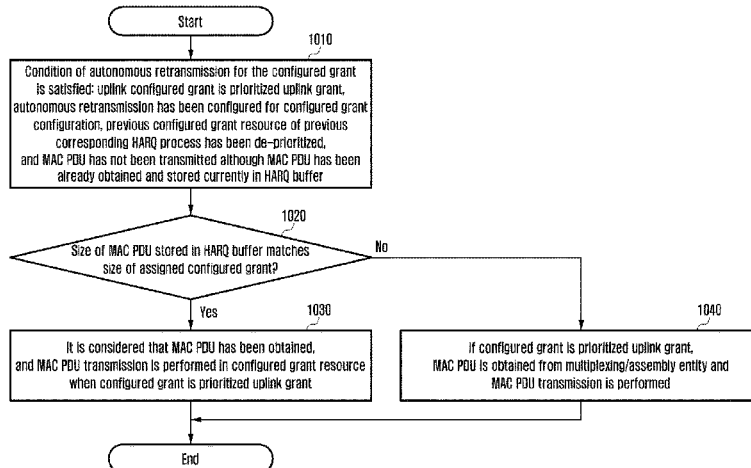 Start
1010
Condition of autonomous retransmission for the configured grant
is satisfied: uplink configured grant is prioritized uplink grant,
autonomous retransmission has been configured for configured grant
configuration, previous configured grant resource of previous
corresponding HARQ process has been de-prioritized,
and MAC PDU has not been transmitted although MAC PDU has been
already obtained and stored currently in HARQ buffer
1020
Size of MAC PDU stored in HARQ buffer matches
size of assigned configured grant?
No
Yes
1030
It is considered that MAC PDU has been obtained,
and MAC PDU transmission is performed in configured grant resource
when configured grant is prioritized uplink grant
1040
If configured grant is prioritized uplink grant,
MAC PDU is obtained from multiplexing/assembly entity and
MAC PDU transmission is performed
End